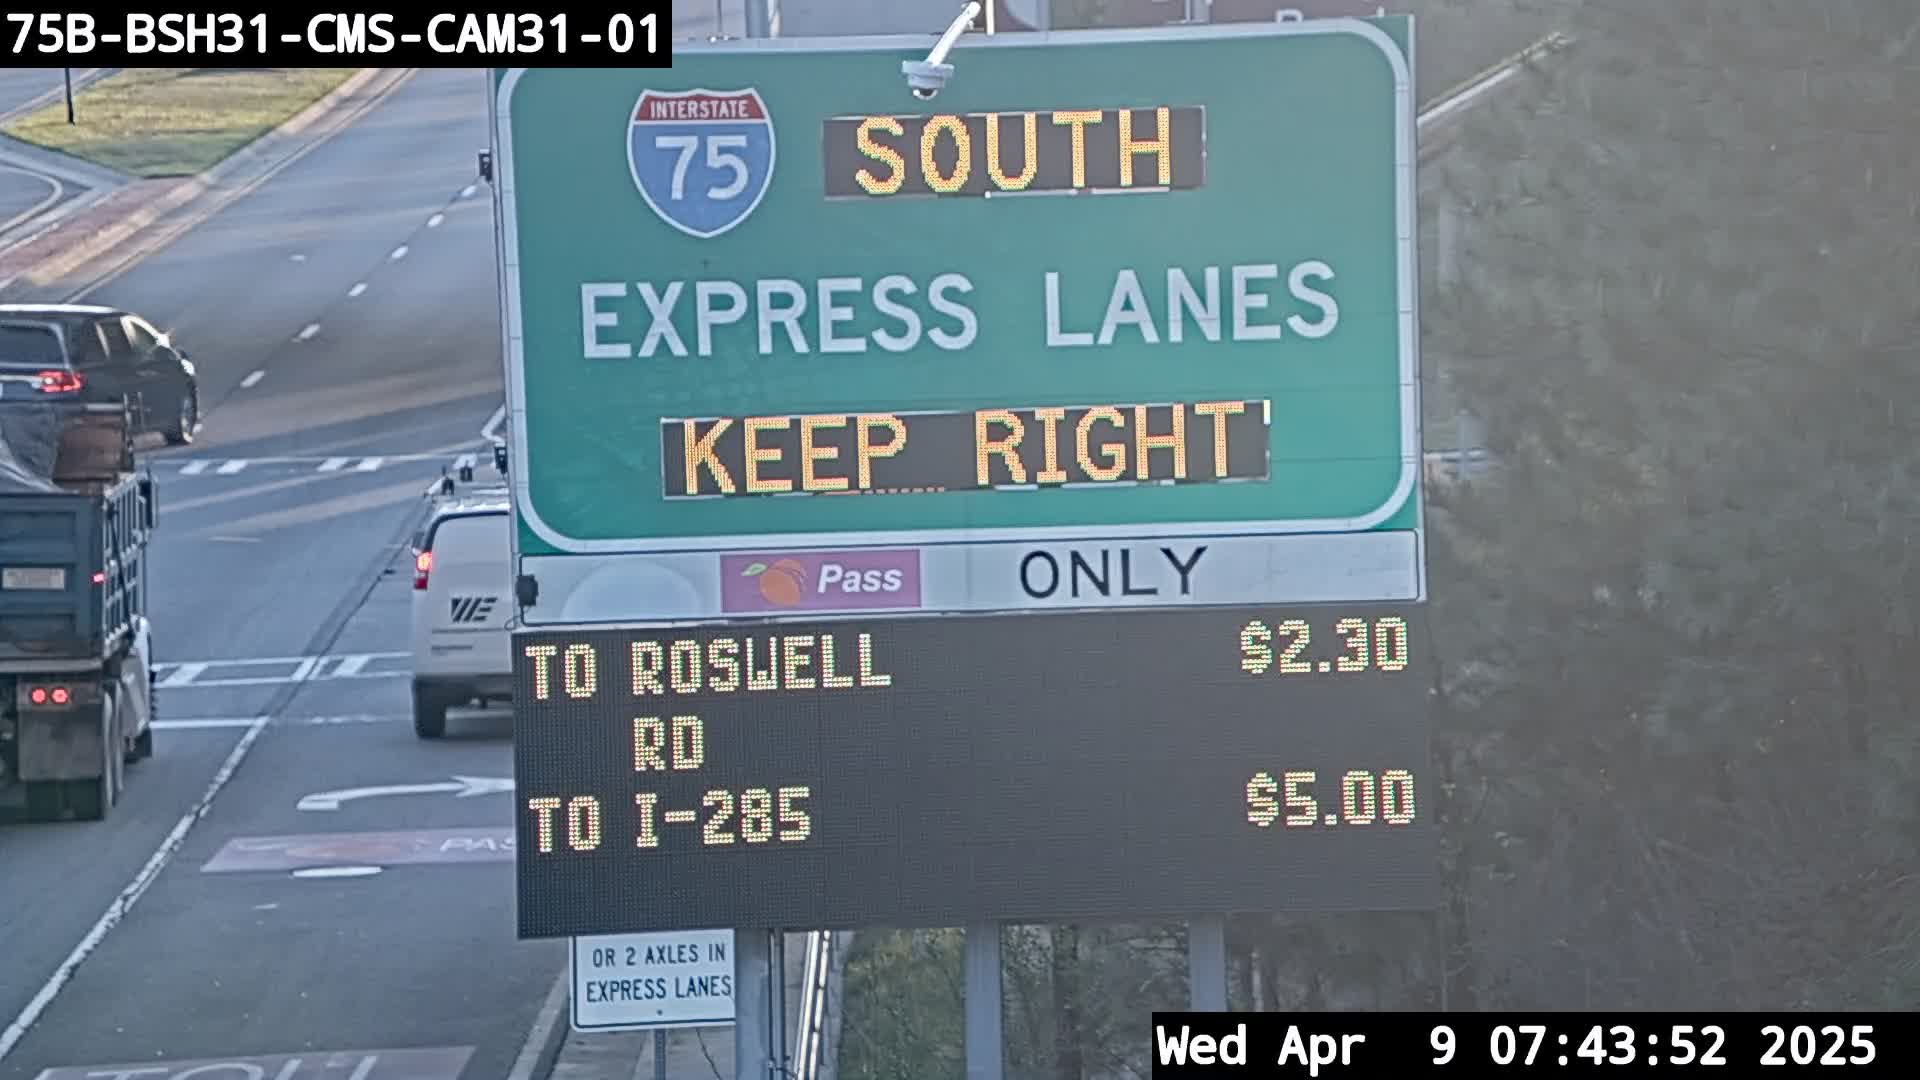 75B-BSH31-CMS-CAM31-01
INTERSTATE
75
SOUTH
EXPRESS LANES
KEEP RIGHT
Pass ONLY
TO ROSWELL $2.30
RD
TO I-285 $5.00
WE
OR 2 AXLES IN
EXPRESS LANES
Wed Apr 9 07:43:52 2025